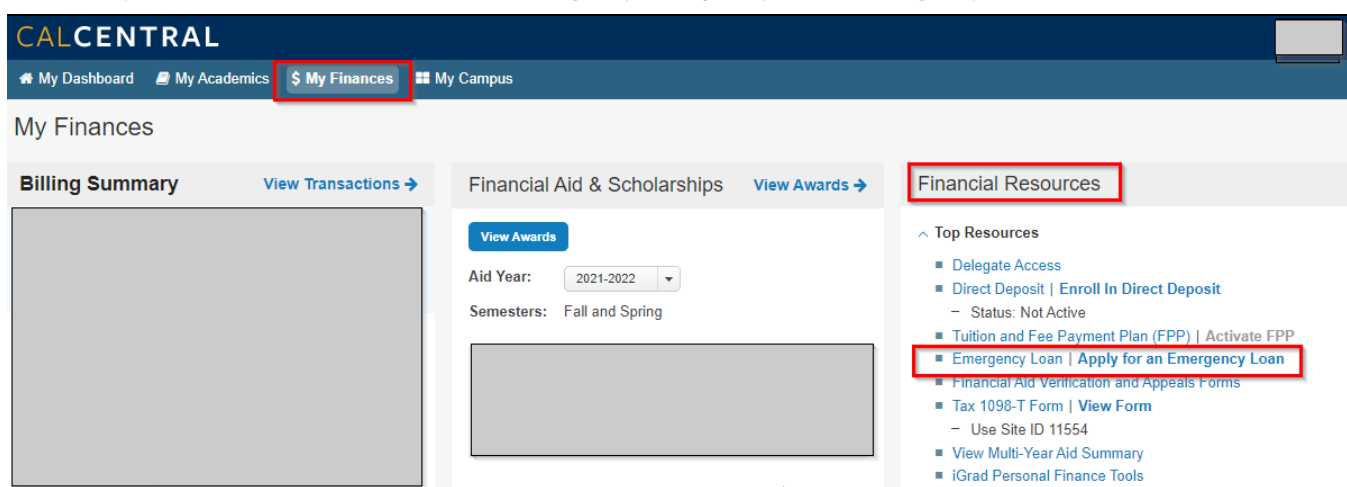 CALCENTRAL
My Dashboard My Academics $ My Finances My Campus
My Finances
Billing Summary View Transactions →
Financial Aid & Scholarships View Awards →
View Awards
Aid Year: 2021-2022
Semesters: Fall and Spring
Financial Resources
Top Resources
Delegate Access
Direct Deposit | Enroll In Direct Deposit
– Status: Not Active
Tuition and Fee Payment Plan (FPP) | Activate FPP
Emergency Loan | Apply for an Emergency Loan
Financial Aid Verification and Appeals Forms
Tax 1098-T Form | View Form
– Use Site ID 11554
View Multi-Year Aid Summary
iGrad Personal Finance Tools